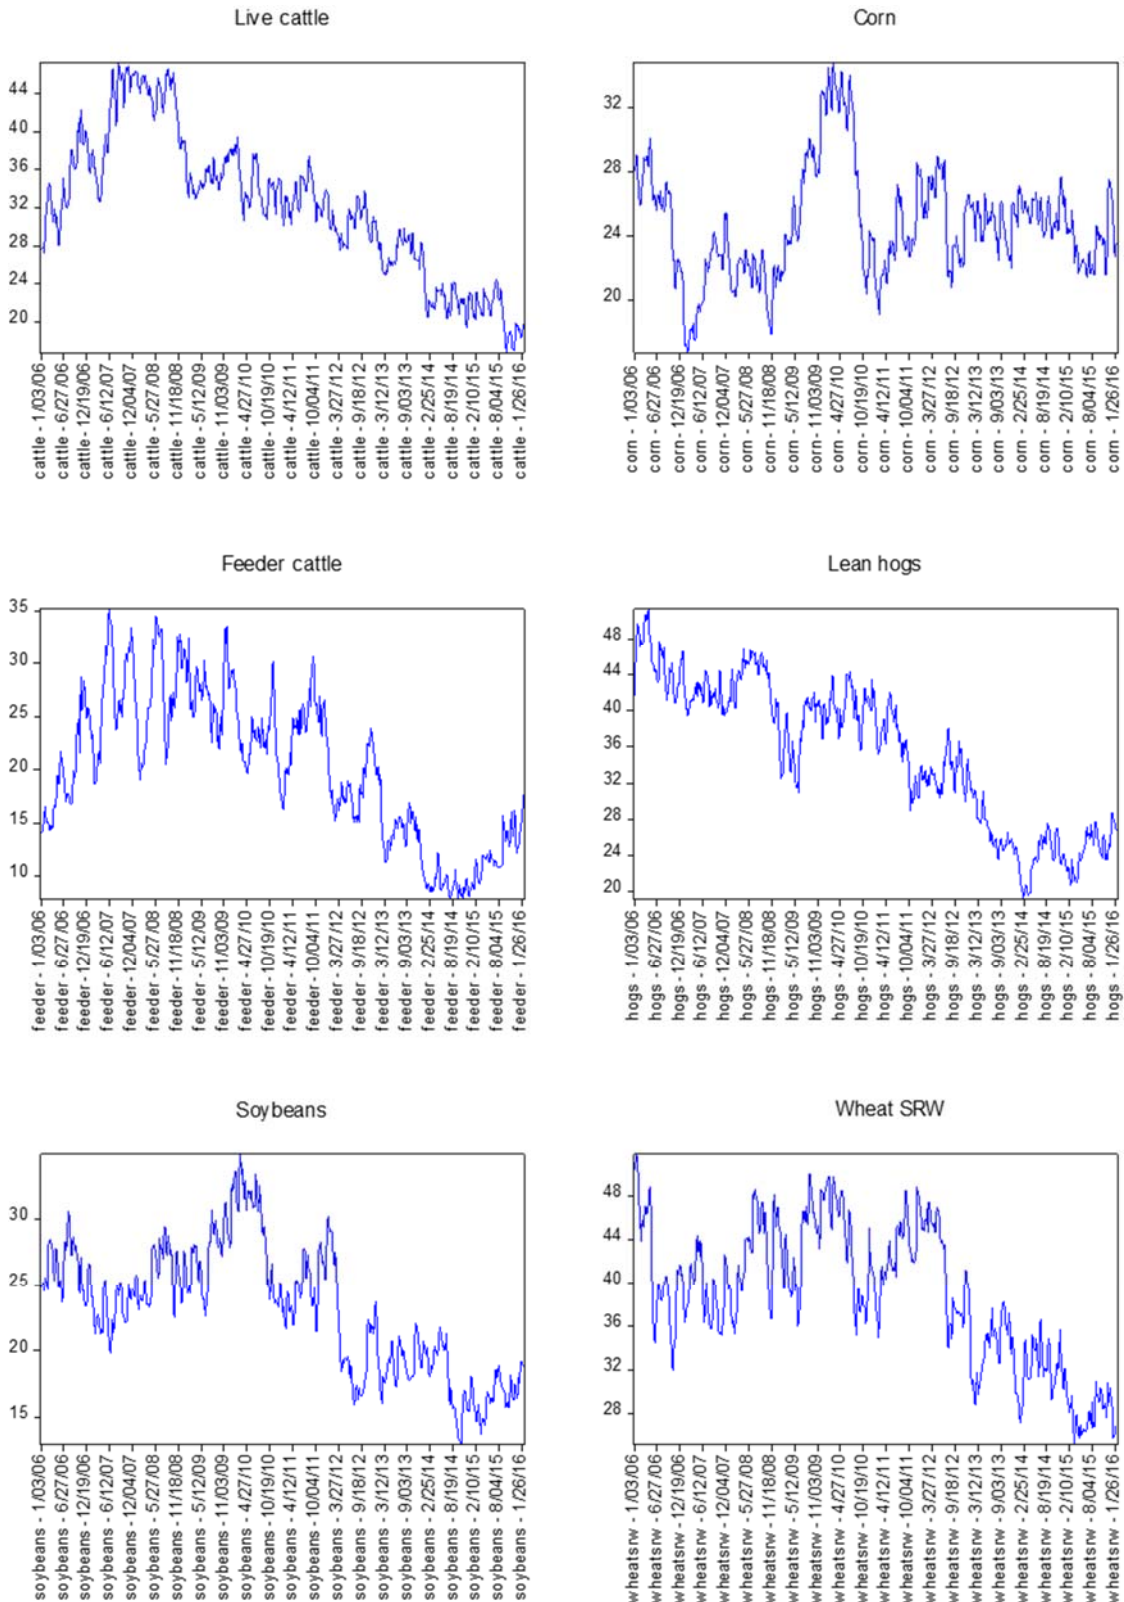 Live cattle
44
40
36
32
28
24
20
cattle - 1/03/06
cattle - 6/27/06
cattle - 12/19/06
cattle - 6/12/07
cattle - 12/04/07
cattle - 5/27/08
cattle - 11/18/08
cattle - 5/12/09
cattle - 11/03/09
cattle - 4/27/10
cattle - 10/19/10
cattle - 4/12/11
cattle - 10/04/11
cattle - 3/27/12
cattle - 9/18/12
cattle - 3/12/13
cattle - 9/03/13
cattle - 2/25/14
cattle - 8/19/14
cattle - 2/10/15
cattle - 8/04/15
cattle - 1/26/16
Corn
32
28
24
20
corn - 1/03/06
corn - 6/27/06
corn - 12/19/06
corn - 6/12/07
corn - 12/04/07
corn - 5/27/08
corn - 11/18/08
corn - 5/12/09
corn - 11/03/09
corn - 4/27/10
corn - 10/19/10
corn - 4/12/11
corn - 10/04/11
corn - 3/27/12
corn - 9/18/12
corn - 3/12/13
corn - 9/03/13
corn - 2/25/14
corn - 8/19/14
corn - 2/10/15
corn - 8/04/15
corn - 1/26/16
Feeder cattle
35
30
25
20
15
10
feeder - 1/03/06
feeder - 6/27/06
feeder - 12/19/06
feeder - 6/12/07
feeder - 12/04/07
feeder - 5/27/08
feeder - 11/18/08
feeder - 5/12/09
feeder - 11/03/09
feeder - 4/27/10
feeder - 10/19/10
feeder - 4/12/11
feeder - 10/04/11
feeder - 3/27/12
feeder - 9/18/12
feeder - 3/12/13
feeder - 9/03/13
feeder - 2/25/14
feeder - 8/19/14
feeder - 2/10/15
feeder - 8/04/15
feeder - 1/26/16
Lean hogs
48
44
40
36
32
28
24
20
hogs - 1/03/06
hogs - 6/27/06
hogs - 12/19/06
hogs - 6/12/07
hogs - 12/04/07
hogs - 5/27/08
hogs - 11/18/08
hogs - 5/12/09
hogs - 11/03/09
hogs - 4/27/10
hogs - 10/19/10
hogs - 4/12/11
hogs - 10/04/11
hogs - 3/27/12
hogs - 9/18/12
hogs - 3/12/13
hogs - 9/03/13
hogs - 2/25/14
hogs - 8/19/14
hogs - 2/10/15
hogs - 8/04/15
hogs - 1/26/16
Soybeans
30
25
20
15
soybeans - 1/03/06
soybeans - 6/27/06
soybeans - 12/19/06
soybeans - 6/12/07
soybeans - 12/04/07
soybeans - 5/27/08
soybeans - 11/18/08
soybeans - 5/12/09
soybeans - 11/03/09
soybeans - 4/27/10
soybeans - 10/19/10
soybeans - 4/12/11
soybeans - 10/04/11
soybeans - 3/27/12
soybeans - 9/18/12
soybeans - 3/12/13
soybeans - 9/03/13
soybeans - 2/25/14
soybeans - 8/19/14
soybeans - 2/10/15
soybeans - 8/04/15
soybeans - 1/26/16
Wheat SRW
48
44
40
36
32
28
wheatsrw - 1/03/06
wheatsrw - 6/27/06
wheatsrw - 12/19/06
wheatsrw - 6/12/07
wheatsrw - 12/04/07
wheatsrw - 5/27/08
wheatsrw - 11/18/08
wheatsrw - 5/12/09
wheatsrw - 11/03/09
wheatsrw - 4/27/10
wheatsrw - 10/19/10
wheatsrw - 4/12/11
wheatsrw - 10/04/11
wheatsrw - 3/27/12
wheatsrw - 9/18/12
wheatsrw - 3/12/13
wheatsrw - 9/03/13
wheatsrw - 2/25/14
wheatsrw - 8/19/14
wheatsrw - 2/10/15
wheatsrw - 8/04/15
wheatsrw - 1/26/16